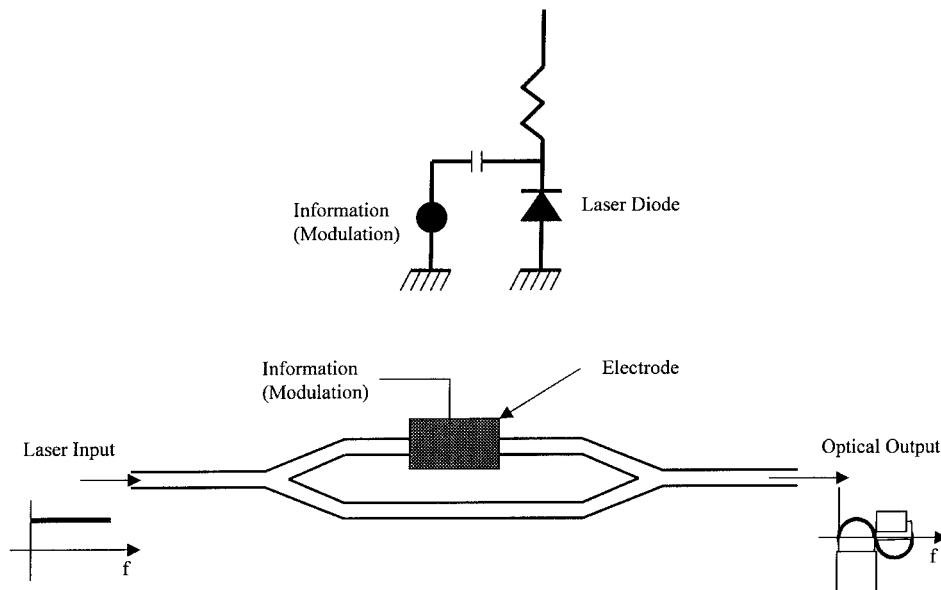 Information
(Modulation)
Laser Diode
Information
(Modulation)
Electrode
Laser Input
Optical Output
f
f